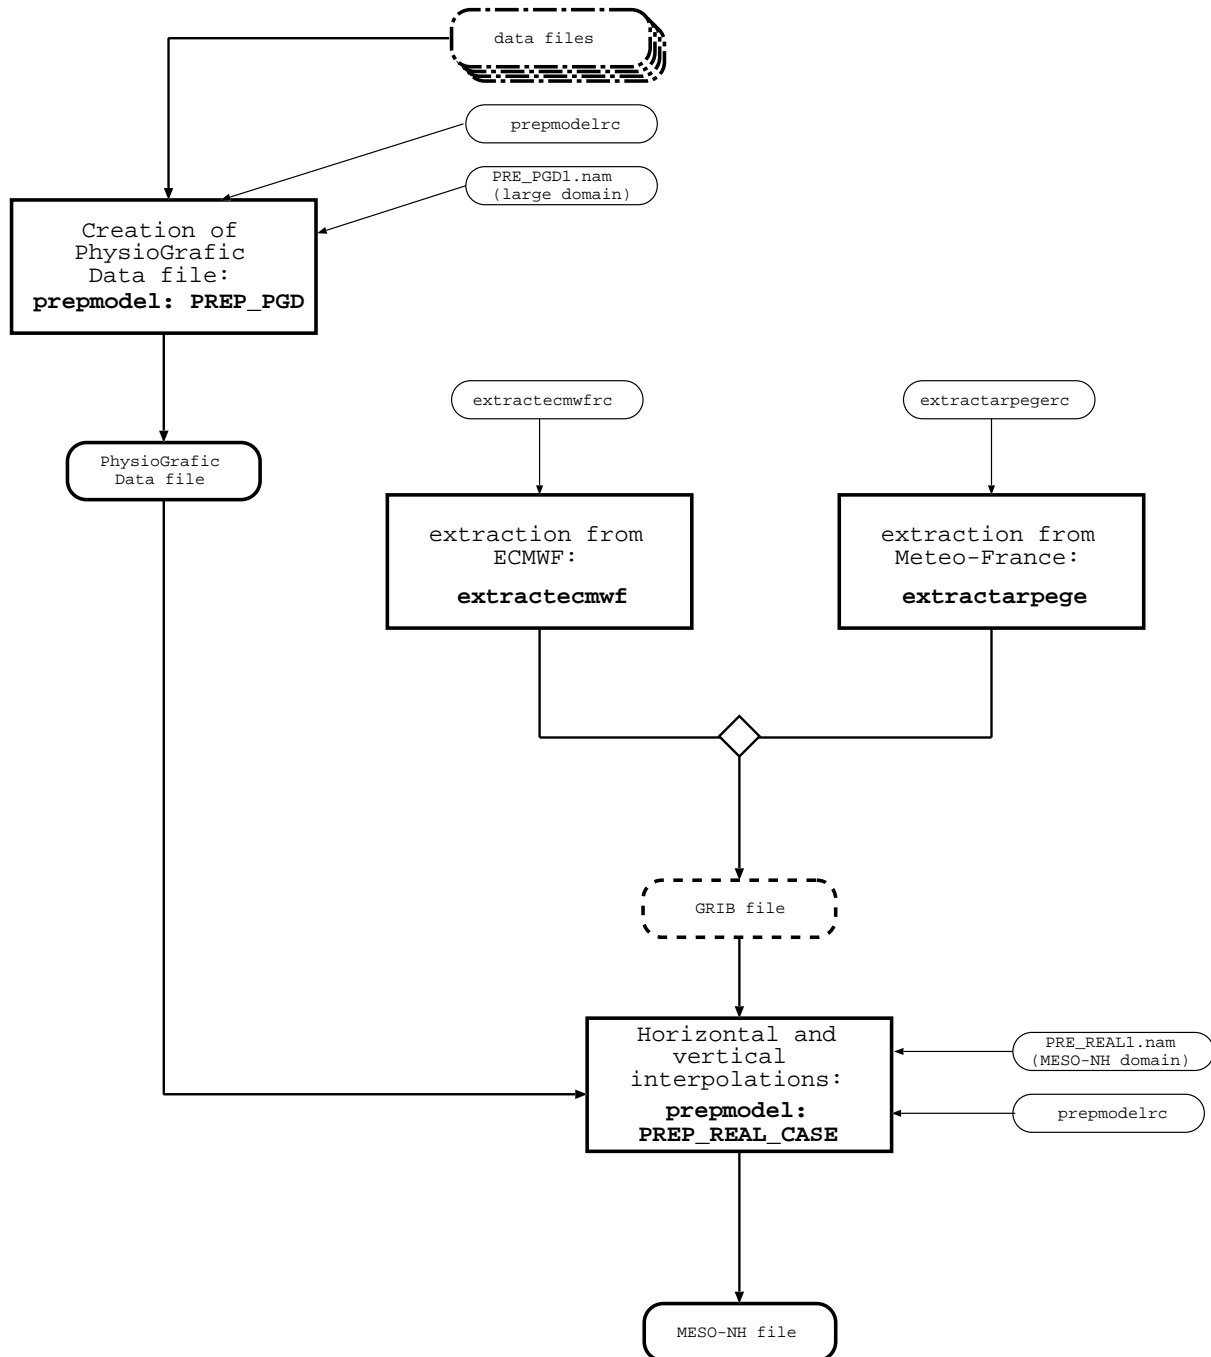 data files
prepmodelrc
PRE_PGD1.nam
(large domain)
Creation of
PhysioGrafic
Data file:
prepmodel: PREP_PGD
extractecmwfrc
extractarpegerc
PhysioGrafic
Data file
extraction from
ECMWF:
extractecmwf
extraction from
Meteo-France:
extractarpege
GRIB file
Horizontal and
vertical
interpolations:
prepmodel:
PREP_REAL_CASE
PRE_REAL1.nam
(MESO-NH domain)
prepmodelrc
MESO-NH file